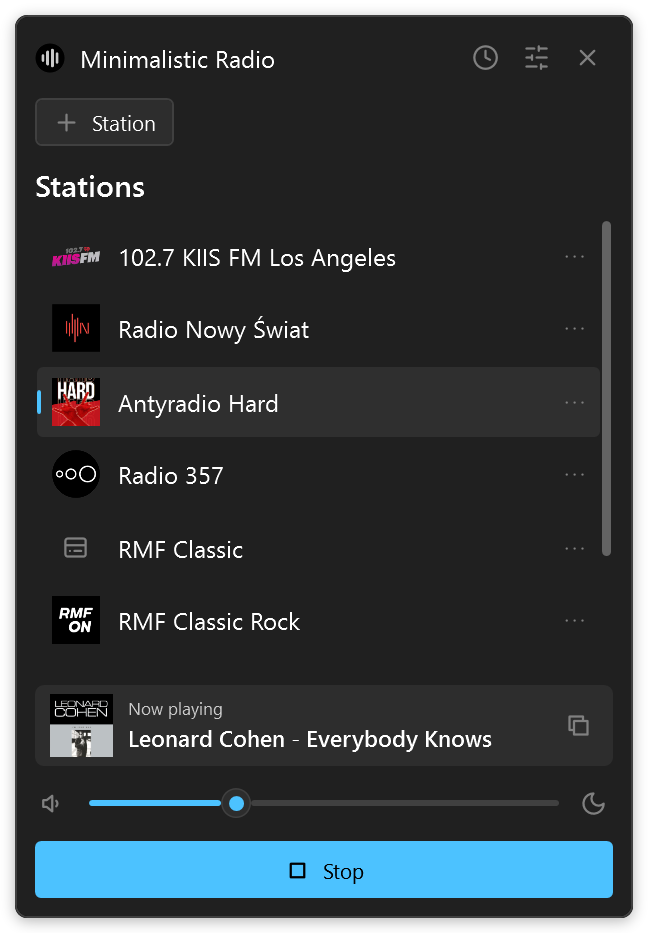 Minimalistic Radio
Station
Stations
102.7
KIIS FM
102.7 KIIS FM Los Angeles
Radio Nowy Świat
HARD
Antyradio Hard
Radio 357
RMF Classic
RMF
ON
RMF Classic Rock
LEONARD
COHEN
Now playing
Leonard Cohen - Everybody Knows
Stop